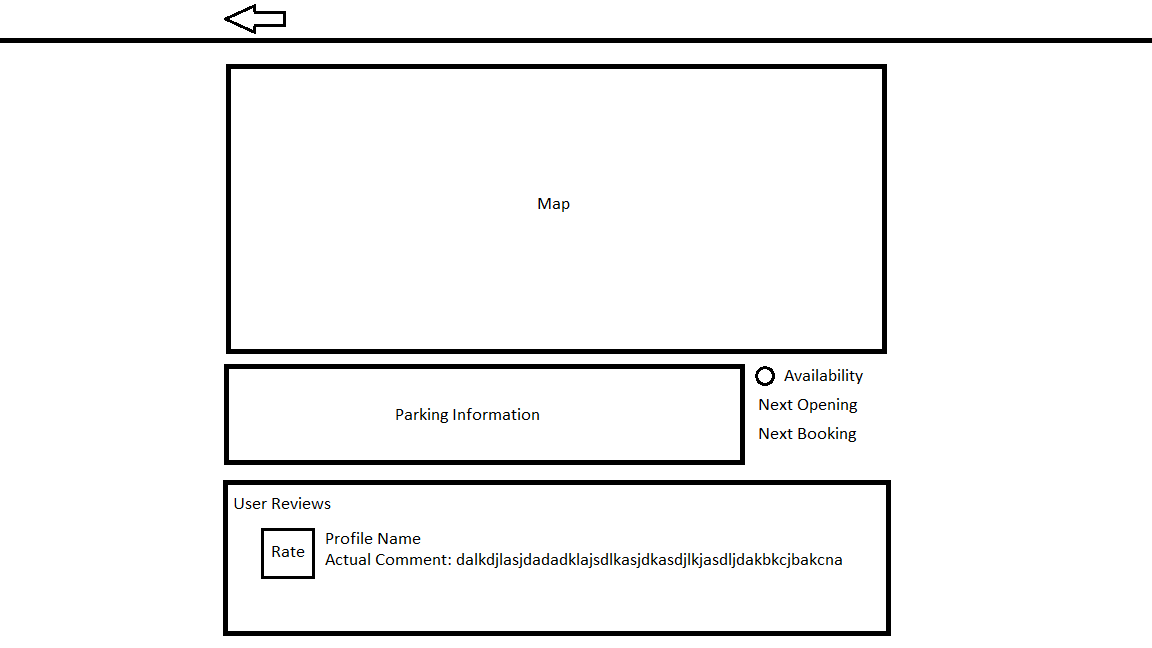 Map
Parking Information
Availability
Next Opening
Next Booking
User Reviews
Rate
Profile Name
Actual Comment: dalkdjlasjdadadklajsdlkasjdkasdjlkjasdljdakbkcjbakcna